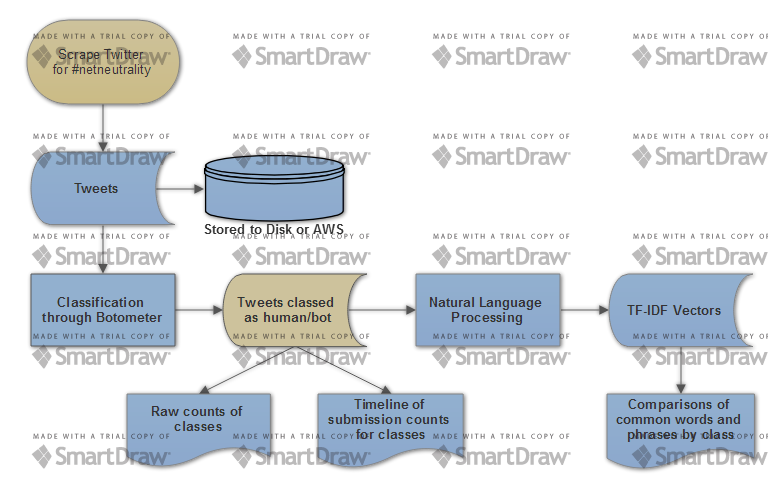 MADE WITH A TRIAL COPY OF MADE WITH A TRIAL COPY OF MADE WITH A TRIAL COPY OF MADE WITH A TRIAL COPY OF
SmartDraw SmartDraw SmartDraw SmartDraw
Scrape Twitter
for #netneutrality
MADE WITH A TRIAL COPY OF MADE WITH A TRIAL COPY OF MADE WITH A TRIAL COPY OF MADE WITH A TRIAL COPY OF
SmartDraw SmartDraw SmartDraw SmartDraw
Tweets
Stored to Disk or AWS
MADE WITH A TRIAL COPY OF MADE WITH A TRIAL COPY OF MADE WITH A TRIAL COPY OF MADE WITH A TRIAL COPY OF
SmartDraw SmartDraw SmartDraw SmartDraw
Classification
through Botometer
Tweets classed
as human/bot
Natural Language
Processing
TF-IDF Vectors
MADE WITH A TRIAL COPY OF MADE WITH A TRIAL COPY OF MADE WITH A TRIAL COPY OF MADE WITH A TRIAL COPY OF
SmartDraw SmartDraw SmartDraw SmartDraw
Raw counts of
classes
Timeline of
submission counts
for classes
Comparisons of
common words and
phrase by class
MADE WITH A TRIAL COPY OF MADE WITH A TRIAL COPY OF MADE WITH A TRIAL COPY OF MADE WITH A TRIAL COPY OF
SmartDraw SmartDraw SmartDraw SmartDraw